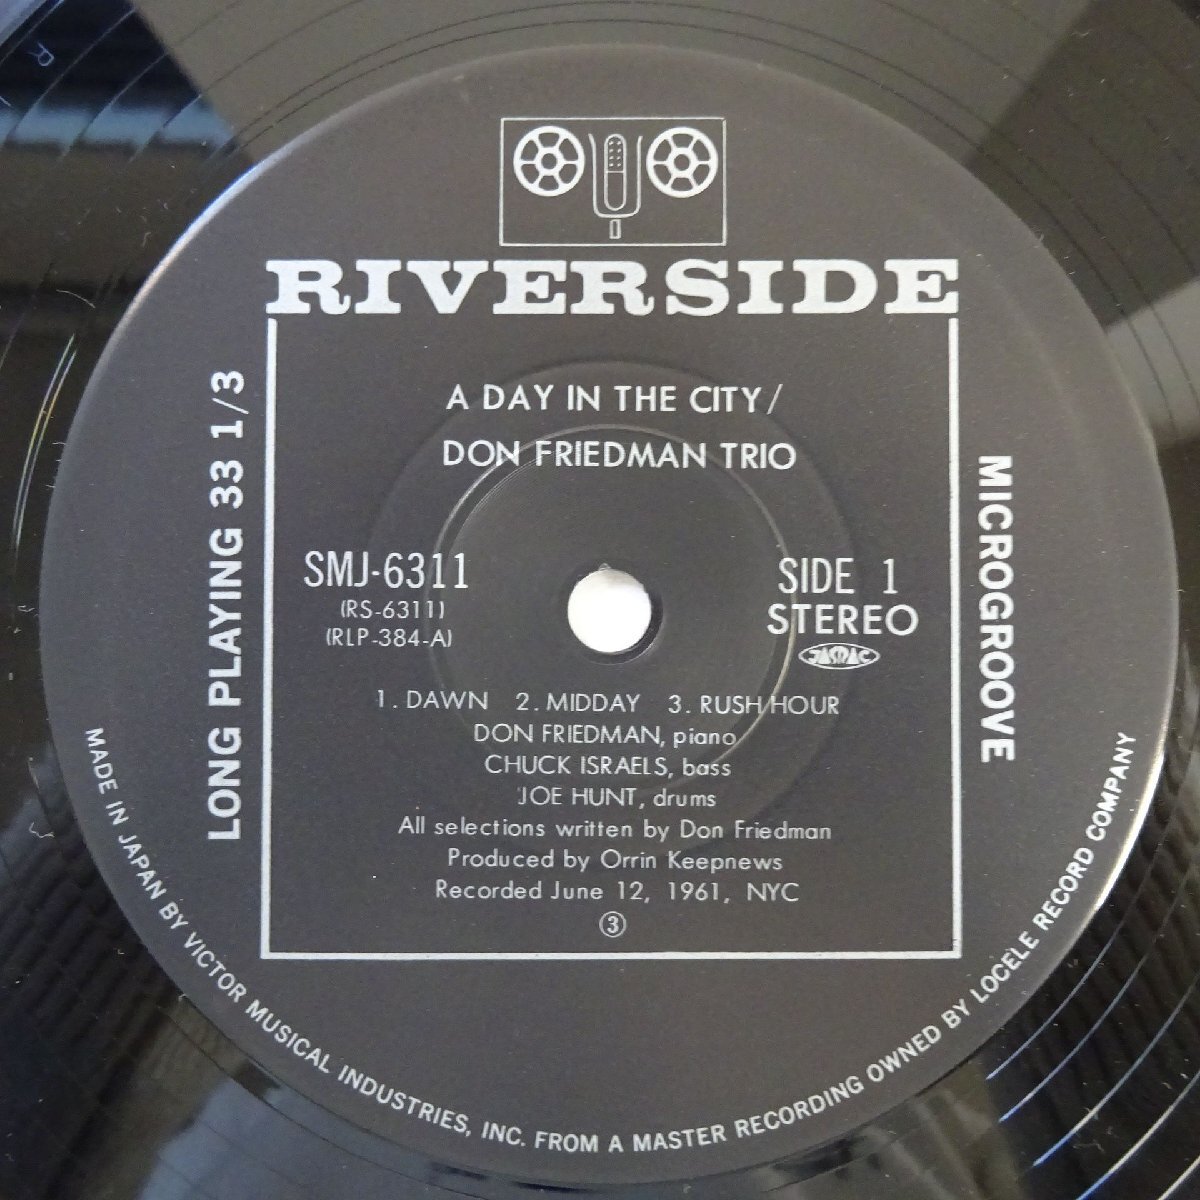 RIVERSIDE
A DAY IN THE CITY/
DON FRIEDMAN TRIO
LONG PLAYING 33 1/3
MICROGROOVE
SMJ-6311
(RS-6311)
(RLP-384-A)
SIDE 1
STEREO
JASRAC
1. DAWN 2. MIDDAY 3. RUSH HOUR
DON FRIEDMAN, piano
CHUCK ISRAELS, bass
JOE HUNT, drums
All selections written by Don Friedman
Produced by Orrin Keepnews
Recorded June 12, 1961, NYC
③
MADE IN JAPAN BY VICTOR MUSICAL INDUSTRIES, INC. FROM A MASTER RECORDING OWNED BY LOCELE RECORD COMPANY
R